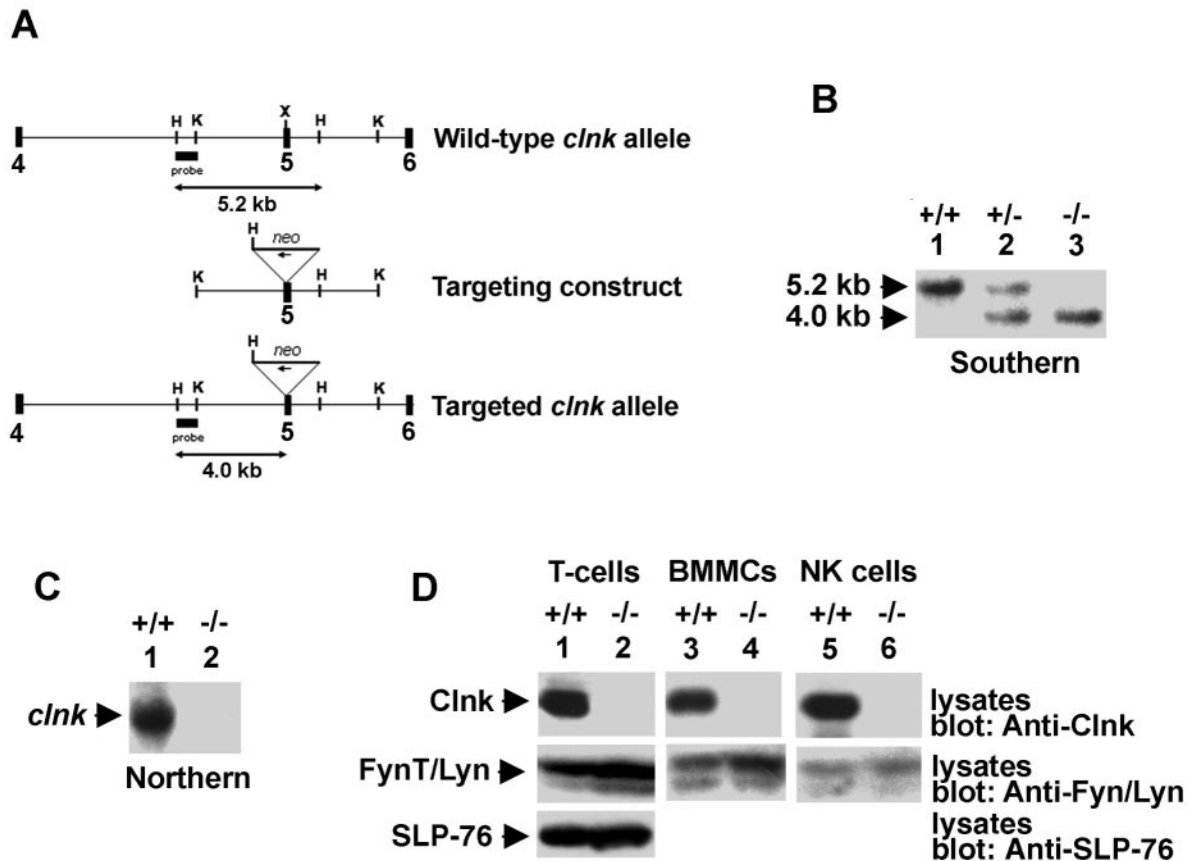 A
H K X H K
Wild-type clnk allele
4 5 6
probe
5.2 kb
H
neo
K H K
Targeting construct
5
H
neo
H K H K
Targeted clnk allele
4 5 6
probe
4.0 kb
B
+/+ +/- -/-
1 2 3
5.2 kb
4.0 kb
Southern
C
+/+ -/-
1 2
clnk
Northern
D
T-cells BMMCs NK cells
+/+ -/- +/+ -/- +/+ -/-
1 2 3 4 5 6
Clnk
lysates
blot: Anti-Clnk
FynT/Lyn
lysates
blot: Anti-Fyn/Lyn
SLP-76
lysates
blot: Anti-SLP-76